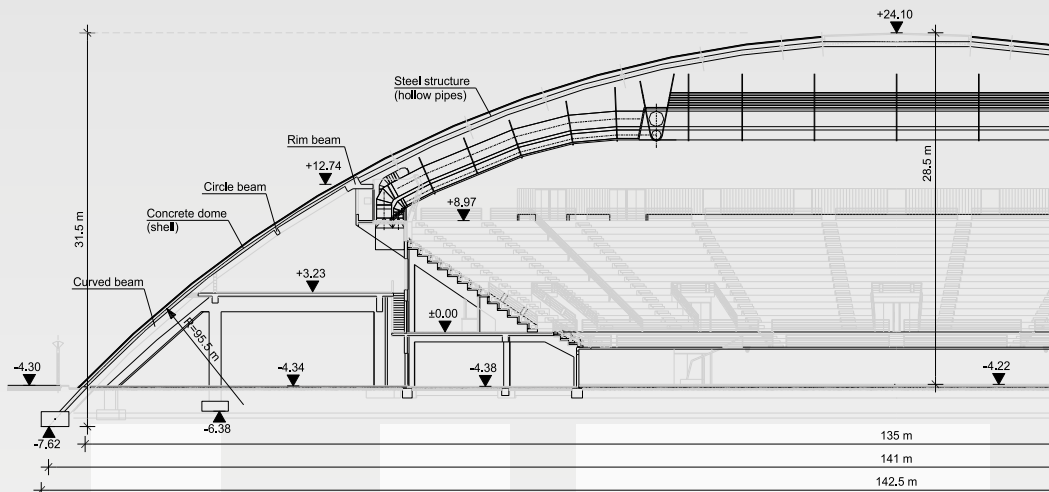 +24.10
Steel structure
(hollow pipes)
Rim beam
+12.74
Circle beam
28.5 m
Concrete dome
(shell)
+8.97
31.5 m
Curved beam
+3.23
±0.00
R=95.5 m
-4.30
-4.34
-4.38
-4.22
-6.38
-7.62
135 m
141 m
142.5 m